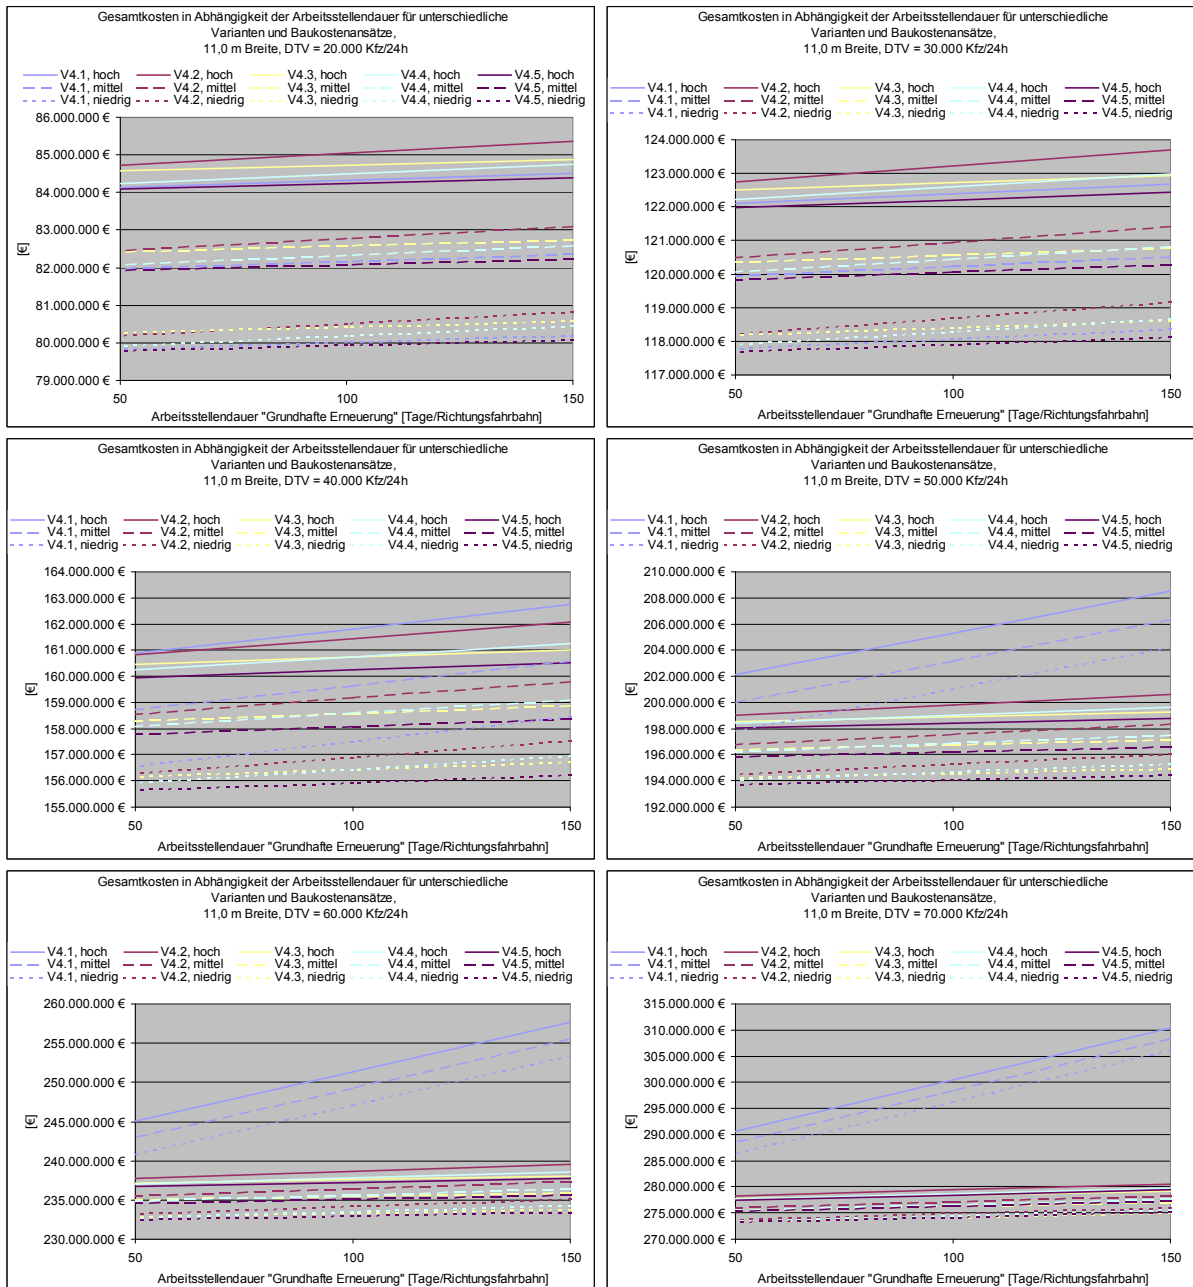 Gesamtkosten in Abhängigkeit der Arbeitsstellendauer für unterschiedliche
Varianten und Baukostenansätze,
11,0 m Breite, DTV = 20.000 Kfz/24h
V4.1, hoch V4.2, hoch V4.3, hoch V4.4, hoch V4.5, hoch
V4.1, mittel V4.2, mittel V4.3, mittel V4.4, mittel V4.5, mittel
V4.1, niedrig V4.2, niedrig V4.3, niedrig V4.4, niedrig V4.5, niedrig
86.000.000 €
85.000.000 €
84.000.000 €
83.000.000 €
82.000.000 €
81.000.000 €
80.000.000 €
79.000.000 €
[€]
50 100 150
Arbeitsstellendauer "Grundhafte Erneuerung" [Tage/Richtungsfahrbahn]
Gesamtkosten in Abhängigkeit der Arbeitsstellendauer für unterschiedliche
Varianten und Baukostenansätze,
11,0 m Breite, DTV = 30.000 Kfz/24h
V4.1, hoch V4.2, hoch V4.3, hoch V4.4, hoch V4.5, hoch
V4.1, mittel V4.2, mittel V4.3, mittel V4.4, mittel V4.5, mittel
V4.1, niedrig V4.2, niedrig V4.3, niedrig V4.4, niedrig V4.5, niedrig
124.000.000 €
123.000.000 €
122.000.000 €
121.000.000 €
120.000.000 €
119.000.000 €
118.000.000 €
117.000.000 €
[€]
50 100 150
Arbeitsstellendauer "Grundhafte Erneuerung" [Tage/Richtungsfahrbahn]
Gesamtkosten in Abhängigkeit der Arbeitsstellendauer für unterschiedliche
Varianten und Baukostenansätze,
11,0 m Breite, DTV = 40.000 Kfz/24h
V4.1, hoch V4.2, hoch V4.3, hoch V4.4, hoch V4.5, hoch
V4.1, mittel V4.2, mittel V4.3, mittel V4.4, mittel V4.5, mittel
V4.1, niedrig V4.2, niedrig V4.3, niedrig V4.4, niedrig V4.5, niedrig
164.000.000 €
163.000.000 €
162.000.000 €
161.000.000 €
160.000.000 €
159.000.000 €
158.000.000 €
157.000.000 €
156.000.000 €
155.000.000 €
[€]
50 100 150
Arbeitsstellendauer "Grundhafte Erneuerung" [Tage/Richtungsfahrbahn]
Gesamtkosten in Abhängigkeit der Arbeitsstellendauer für unterschiedliche
Varianten und Baukostenansätze,
11,0 m Breite, DTV = 50.000 Kfz/24h
V4.1, hoch V4.2, hoch V4.3, hoch V4.4, hoch V4.5, hoch
V4.1, mittel V4.2, mittel V4.3, mittel V4.4, mittel V4.5, mittel
V4.1, niedrig V4.2, niedrig V4.3, niedrig V4.4, niedrig V4.5, niedrig
210.000.000 €
208.000.000 €
206.000.000 €
204.000.000 €
202.000.000 €
200.000.000 €
198.000.000 €
196.000.000 €
194.000.000 €
192.000.000 €
[€]
50 100 150
Arbeitsstellendauer "Grundhafte Erneuerung" [Tage/Richtungsfahrbahn]
Gesamtkosten in Abhängigkeit der Arbeitsstellendauer für unterschiedliche
Varianten und Baukostenansätze,
11,0 m Breite, DTV = 60.000 Kfz/24h
V4.1, hoch V4.2, hoch V4.3, hoch V4.4, hoch V4.5, hoch
V4.1, mittel V4.2, mittel V4.3, mittel V4.4, mittel V4.5, mittel
V4.1, niedrig V4.2, niedrig V4.3, niedrig V4.4, niedrig V4.5, niedrig
260.000.000 €
255.000.000 €
250.000.000 €
245.000.000 €
240.000.000 €
235.000.000 €
230.000.000 €
[€]
50 100 150
Arbeitsstellendauer "Grundhafte Erneuerung" [Tage/Richtungsfahrbahn]
Gesamtkosten in Abhängigkeit der Arbeitsstellendauer für unterschiedliche
Varianten und Baukostenansätze,
11,0 m Breite, DTV = 70.000 Kfz/24h
V4.1, hoch V4.2, hoch V4.3, hoch V4.4, hoch V4.5, hoch
V4.1, mittel V4.2, mittel V4.3, mittel V4.4, mittel V4.5, mittel
V4.1, niedrig V4.2, niedrig V4.3, niedrig V4.4, niedrig V4.5, niedrig
315.000.000 €
310.000.000 €
305.000.000 €
300.000.000 €
295.000.000 €
290.000.000 €
285.000.000 €
280.000.000 €
275.000.000 €
270.000.000 €
[€]
50 100 150
Arbeitsstellendauer "Grundhafte Erneuerung" [Tage/Richtungsfahrbahn]